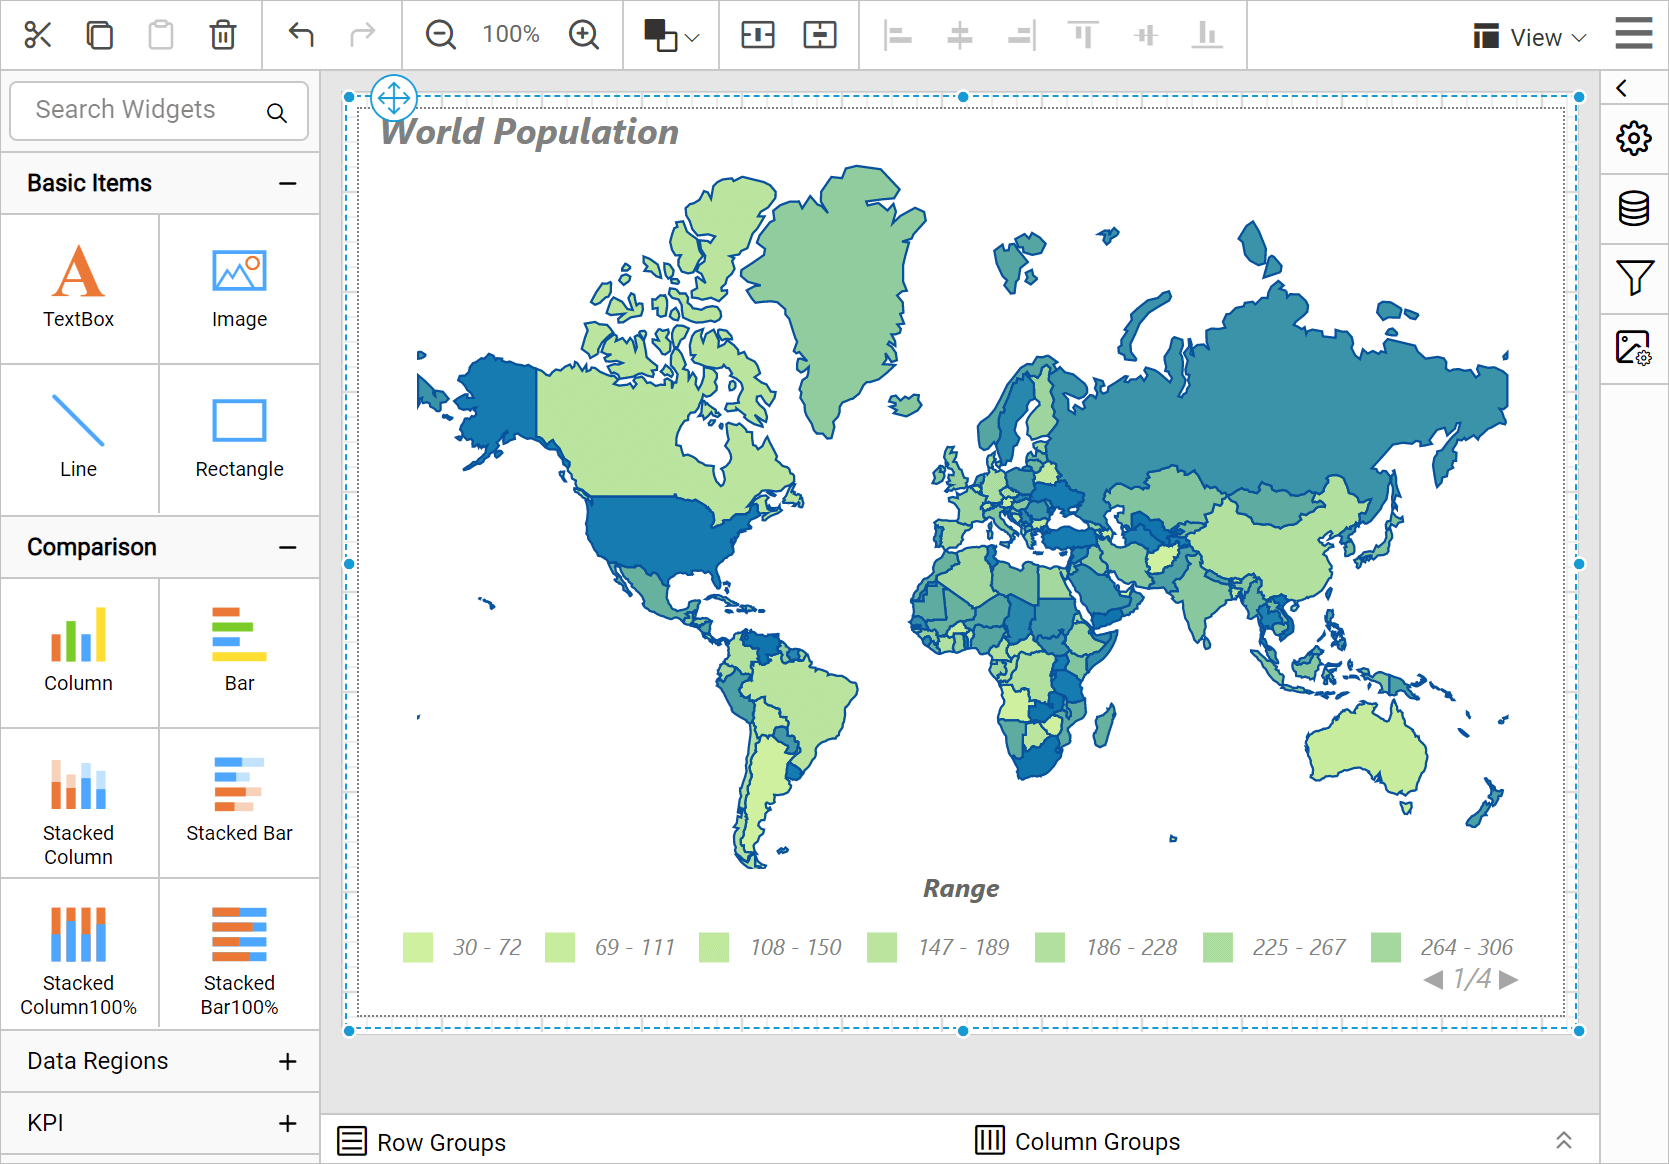 100%
View
Search Widgets
Basic Items
TextBox
Image
Line
Rectangle
Comparison
Column
Bar
Stacked
Column
Stacked Bar
Stacked
Column100%
Stacked
Bar100%
Data Regions
KPI
World Population
Range
30 - 72
69 - 111
108 - 150
147 - 189
186 - 228
225 - 267
264 - 306
1/4
Row Groups
Column Groups